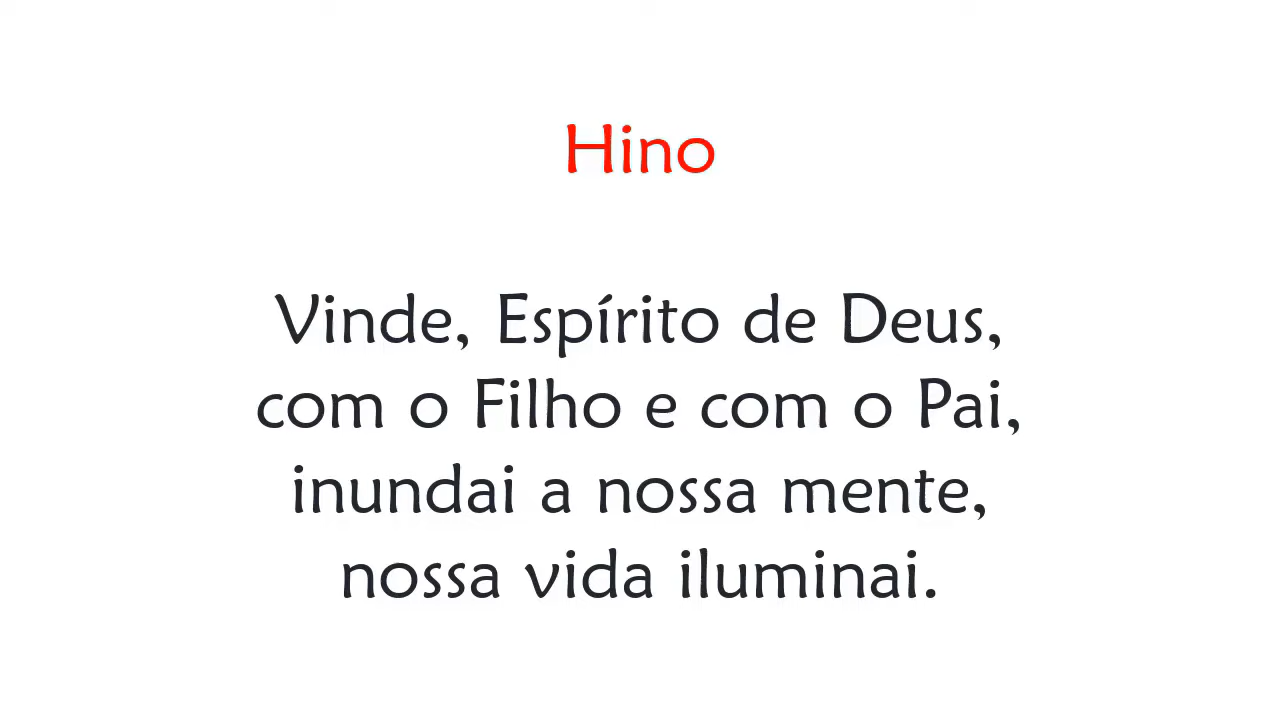 Hino
Vinde, Espírito de Deus,
com o Filho e com o Pai,
inundai a nossa mente,
nossa vida iluminai.